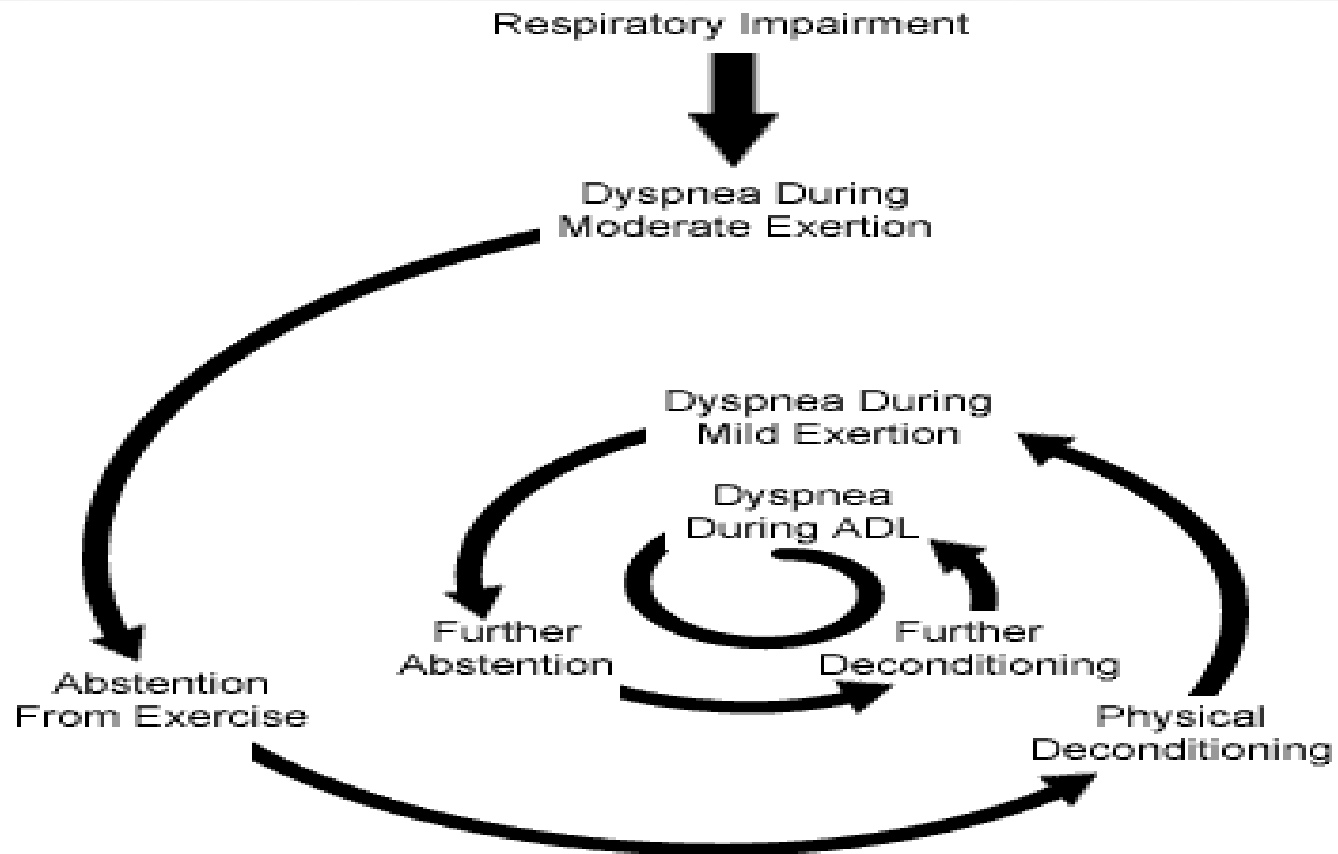 Respiratory Impairment
Dyspnea During
Moderate Exertion
Dyspnea During
Mild Exertion
Dyspnea
During ADL
Further
Abstention
Further
Deconditioning
Abstention
From Exercise
Physical
Deconditioning